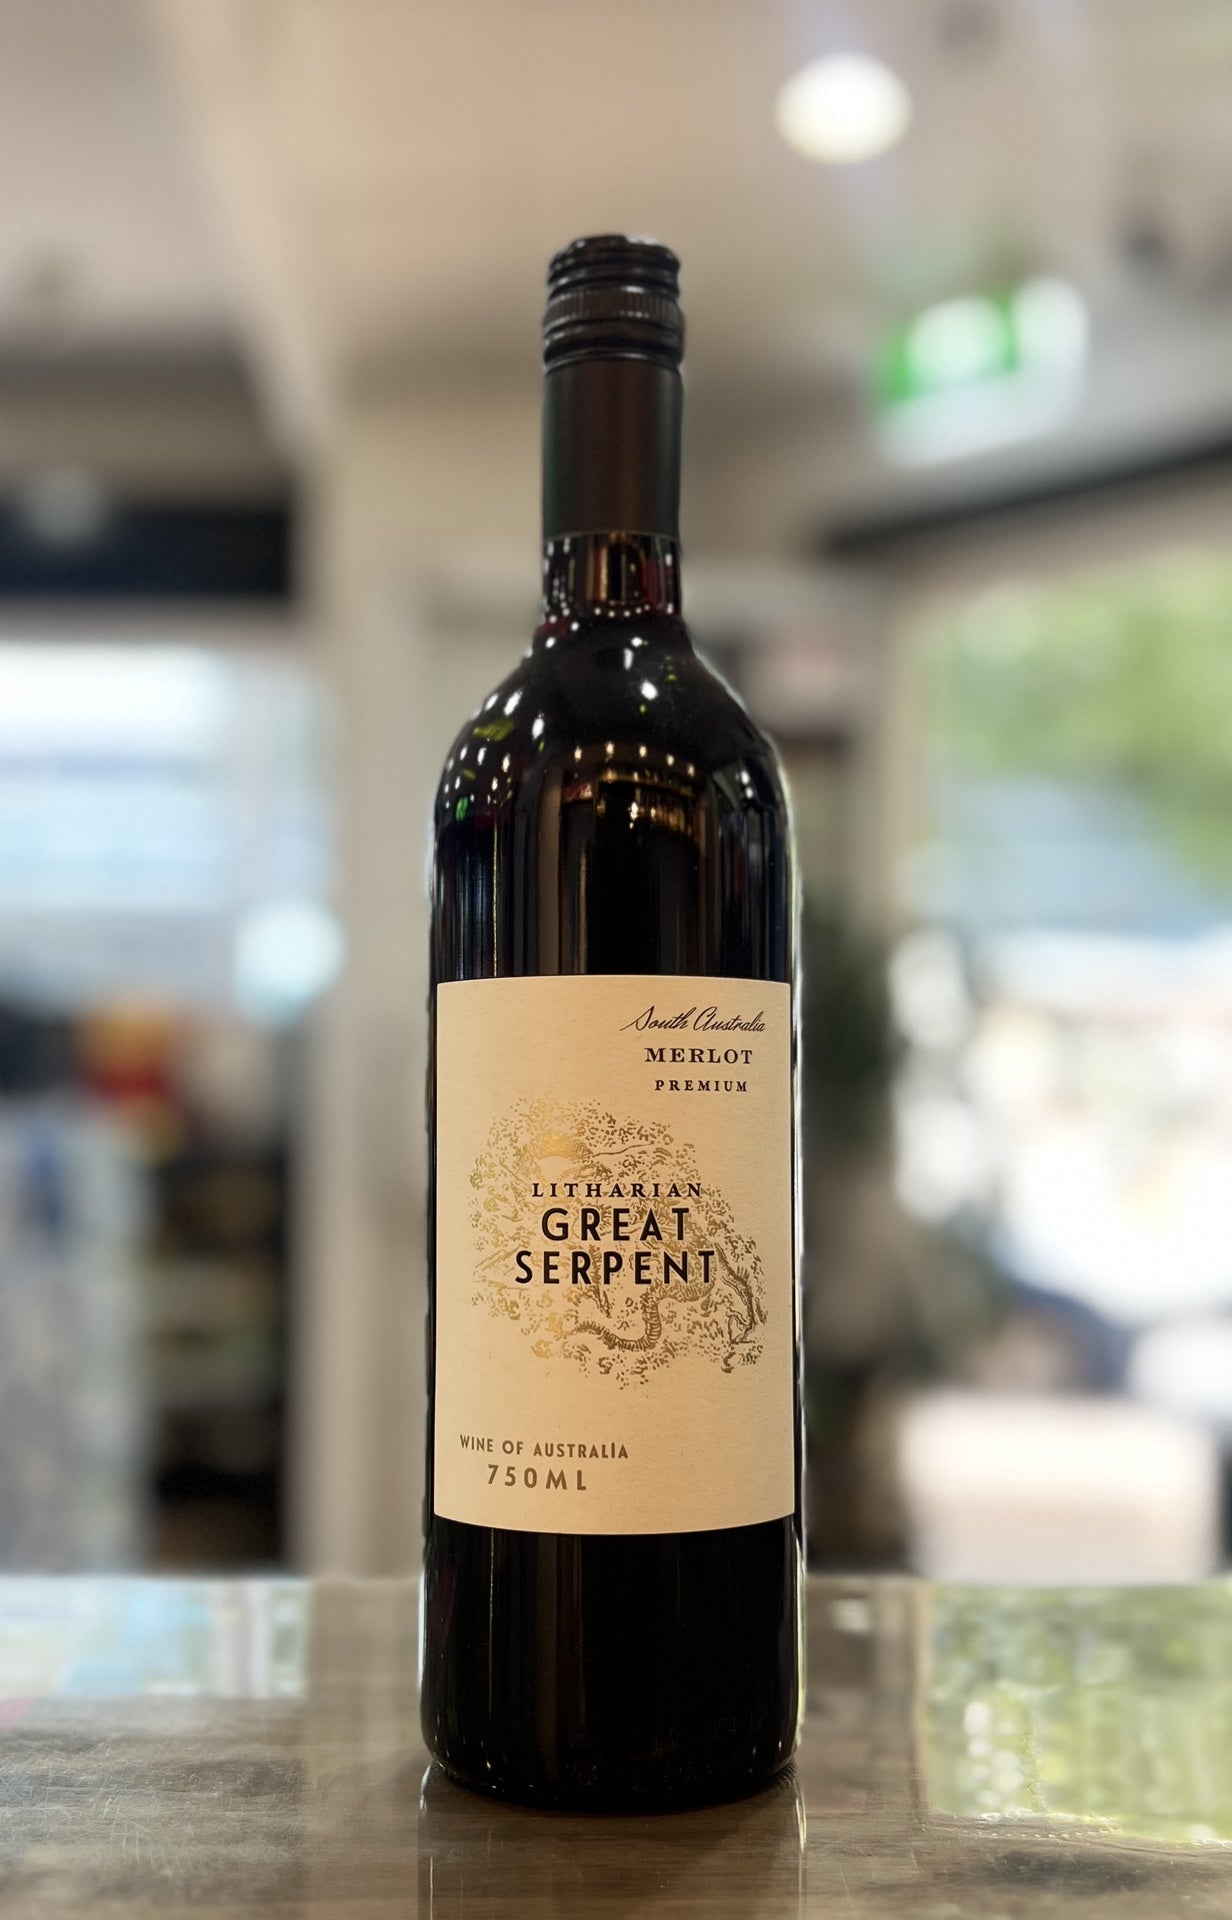 South Australia
MERLOT
PREMIUM
LITHARIAN
GREAT
SERPENT
WINE OF AUSTRALIA
750ML